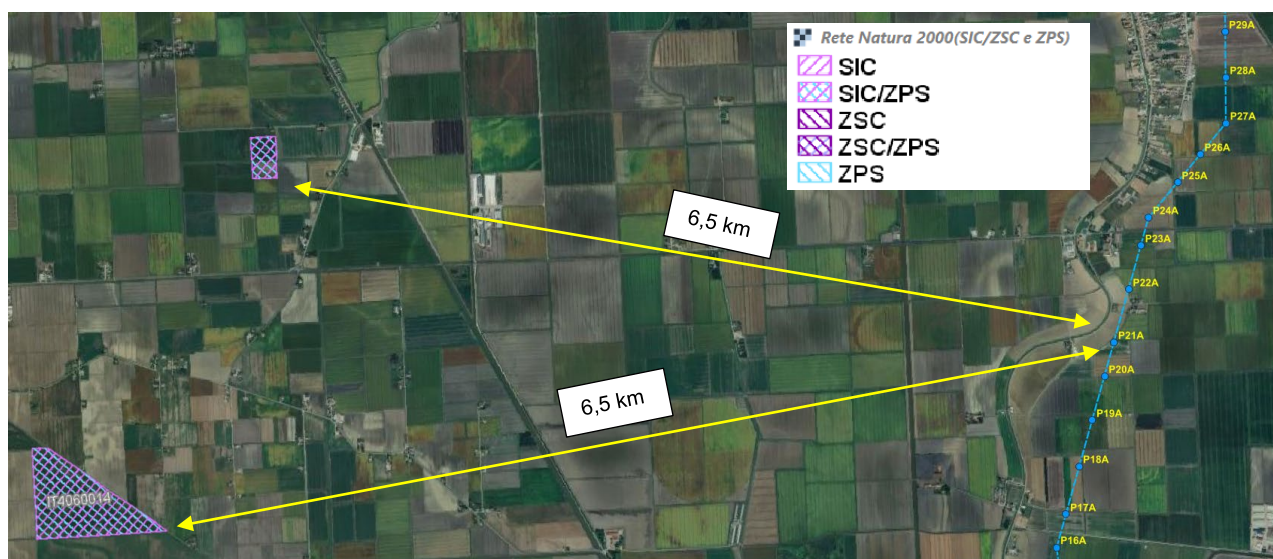 Rete Natura 2000(SIC/ZSC e ZPS)
SIC
SIC/ZPS
ZSC
ZSC/ZPS
ZPS
P29A
P28A
P27A
P26A
P25A
P24A
P23A
P22A
P21A
P20A
P19A
P18A
P17A
P16A
6,5 km
6,5 km
IT4060014